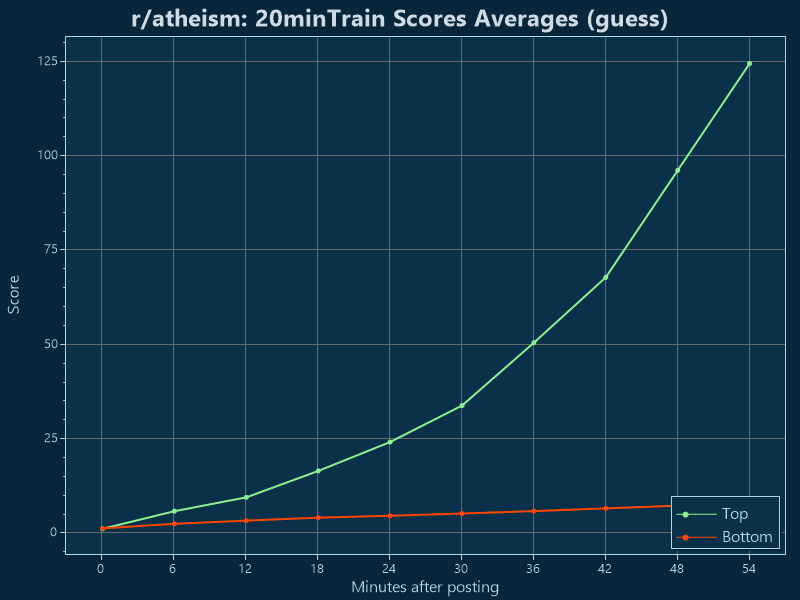 r/atheism: 20minTrain Scores Averages (guess)
125
100
75
50
25
0
Score
0 6 12 18 24 30 36 42 48 54
Minutes after posting
Top
Bottom